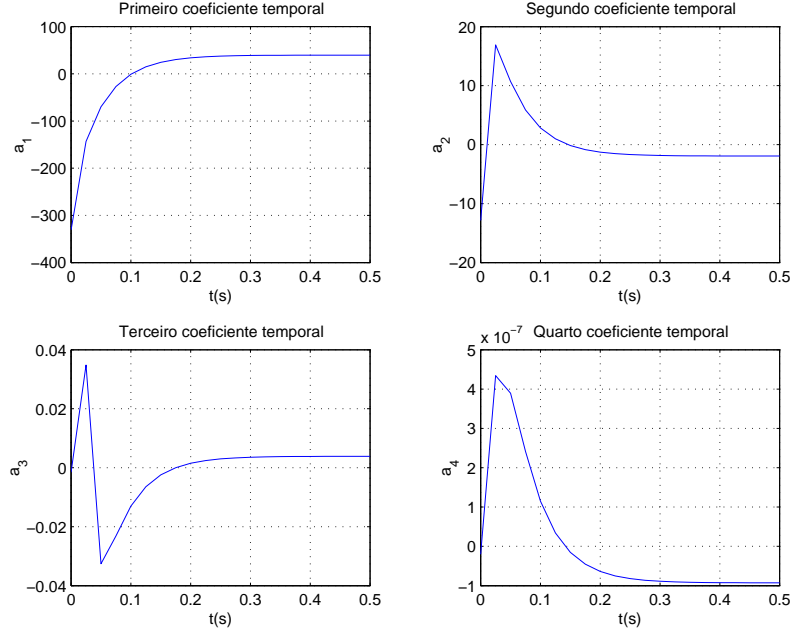 Primeiro coeficiente temporal
100
0
−100
−200
−300
−400
a1
0 0.1 0.2 0.3 0.4 0.5
t(s)
Segundo coeficiente temporal
20
10
0
−10
−20
a2
0 0.1 0.2 0.3 0.4 0.5
t(s)
Terceiro coeficiente temporal
0.04
0.02
0
−0.02
−0.04
a3
0 0.1 0.2 0.3 0.4 0.5
t(s)
x 10−7
Quarto coeficiente temporal
5
4
3
2
1
0
−1
a4
0 0.1 0.2 0.3 0.4 0.5
t(s)